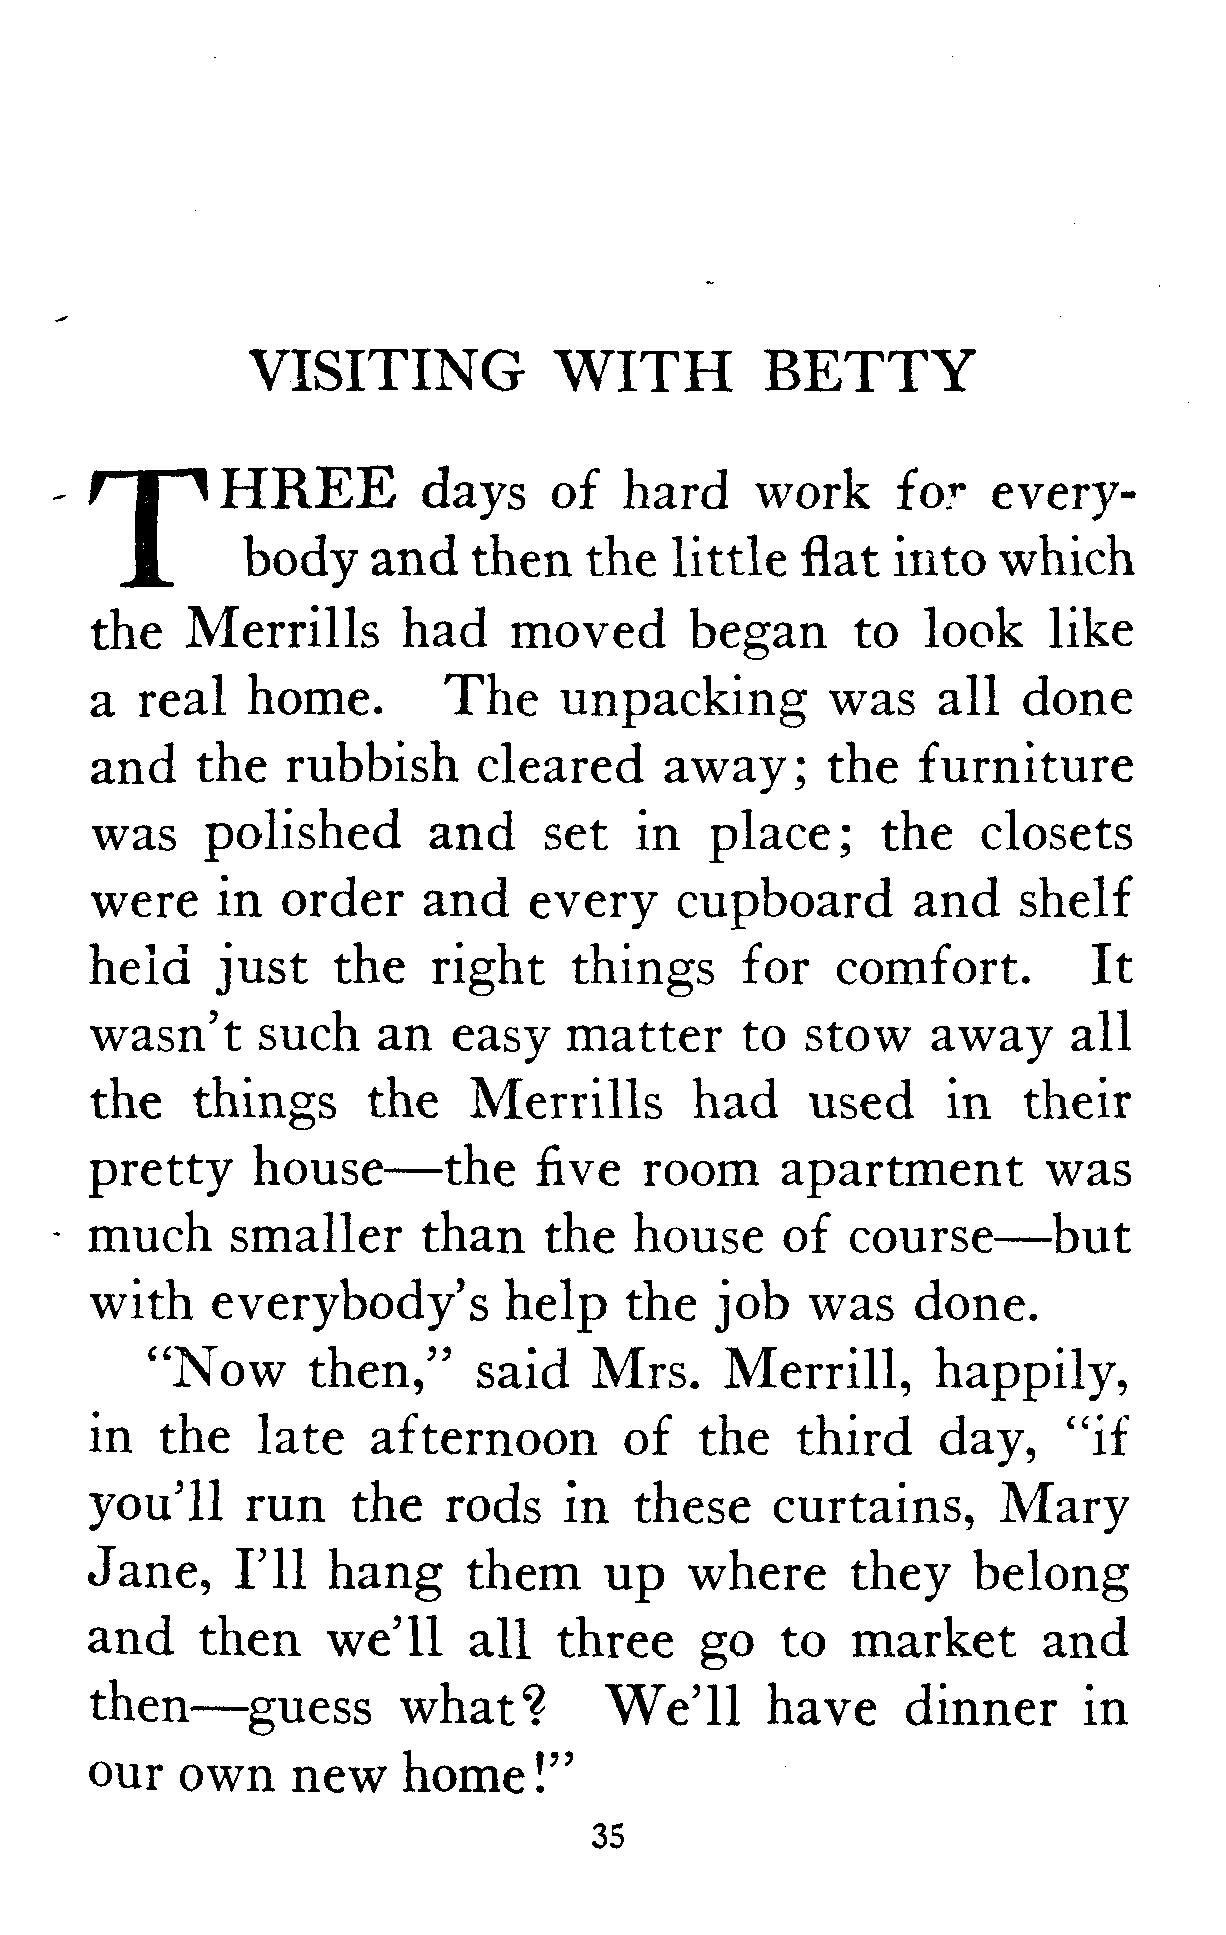 VISITING WITH BETTY
THREE days of hard work for every-
body and then the little flat into which
the Merrills had moved began to look like
a real home. The unpacking was all done
and the rubbish cleared away; the furniture
was polished and set in place; the closets
were in order and every cupboard and shelf
held just the right things for comfort. It
wasn't such an easy matter to stow away all
the things the Merrills had used in their
pretty house—the five room apartment was
much smaller than the house of course—but
with everybody's help the job was done.
"Now then," said Mrs. Merrill, happily,
in the late afternoon of the third day, "if
you'll run the rods in these curtains, Mary
Jane, I'll hang them up where they belong
and then we'll all three go to market and
then—guess what? We'll have dinner in
our own new home!"
35